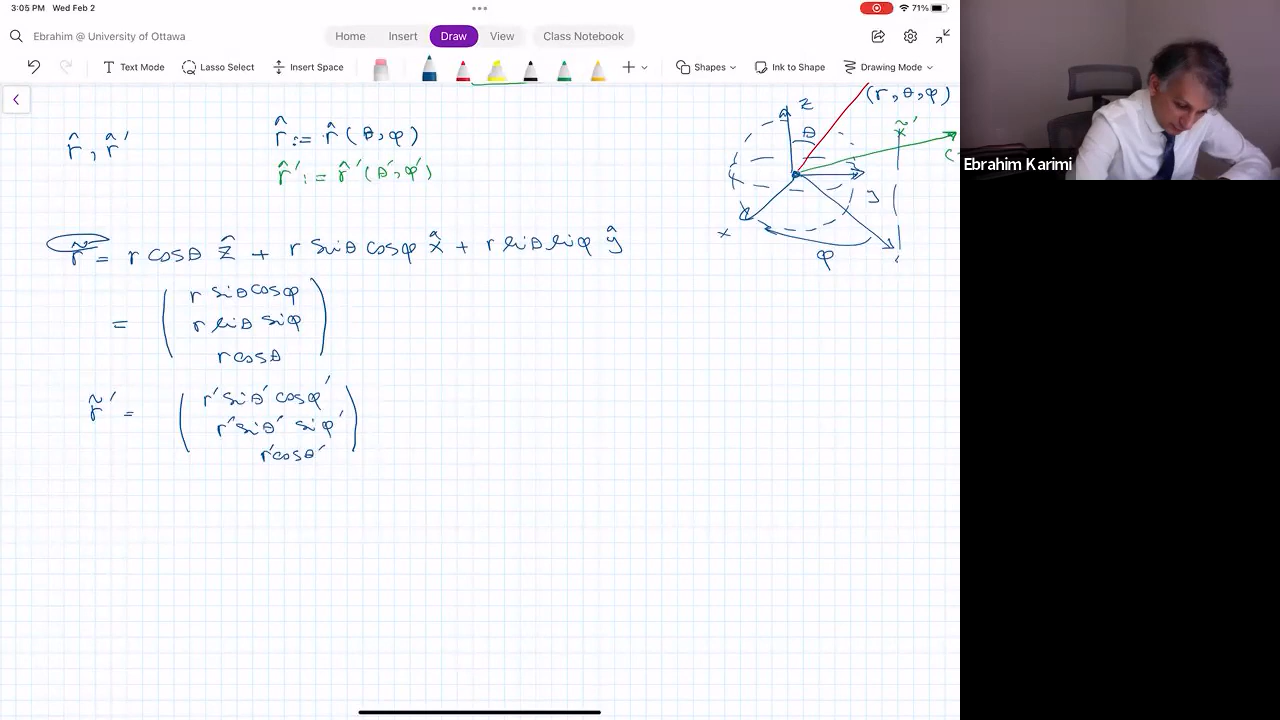 3:05 PM Wed Feb 2
71%
Ebrahim @ University of Ottawa
Home Insert Draw View Class Notebook
Text Mode Lasso Select Insert Space Shapes Ink to Shape Drawing Mode
(r, θ, φ)
z
θ
r̃'
y
x
φ
Ebrahim Karimi
r̂, r̂'
r̂ := r̂(θ, φ)
r̂' := r̂'(θ', φ')
r̃ = r cosθ ẑ + r sinθ cosφ x̂ + r sinθ sinφ ŷ
= ( r sinθ cosφ
r sinθ sinφ
r cosθ )
r̃' = ( r' sinθ' cosφ'
r' sinθ' sinφ'
r' cosθ' )